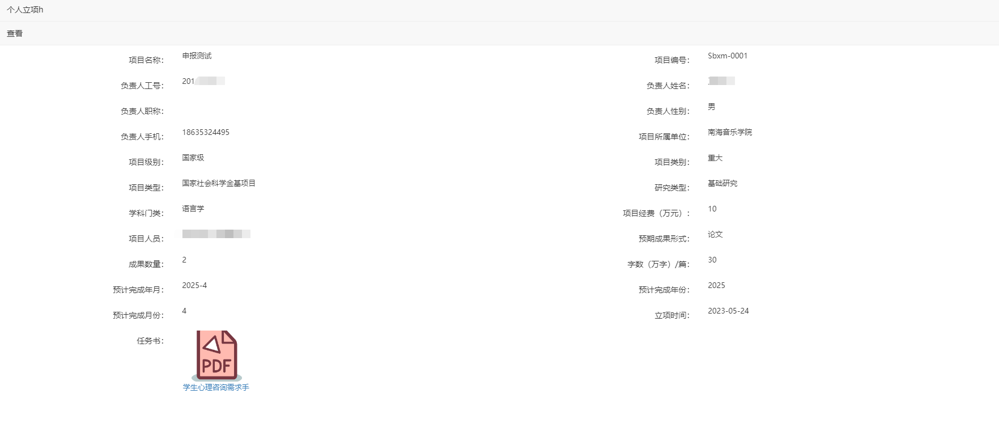 个人立项h
查看
项目名称： 申报测试 项目编号： Sbxm-0001
负责人工号： 201 负责人姓名：
负责人职称： 负责人性别： 男
负责人手机： 18635324495 项目所属单位： 南海音乐学院
项目级别： 国家级 项目类别： 重大
项目类型： 国家社会科学金基项目 研究类型： 基础研究
学科门类： 语言学 项目经费（万元）： 10
项目人员： 预期成果形式： 论文
成果数量： 2 字数（万字）/篇： 30
预计完成年月： 2025-4 预计完成年份： 2025
预计完成月份： 4 立项时间： 2023-05-24
任务书：
PDF
学生心理咨询需求手